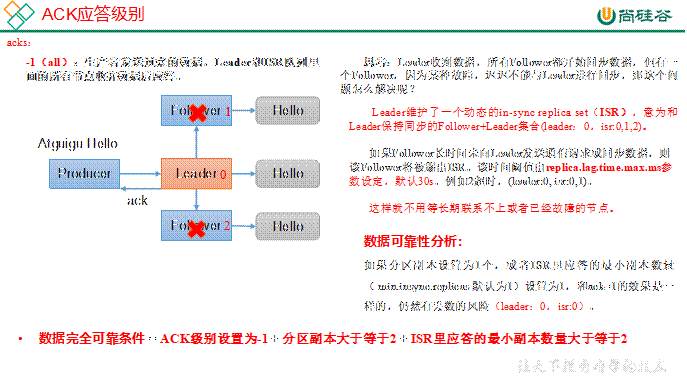 ACK应答级别
尚硅谷
acks:
-1（all）：生产者发送过来的数据，Leader和ISR队列里
面的所有节点收齐数据后应答。
Follower 1
Hello
Atguigu Hello
Producer
Leader 0
Hello
ack
Follower 2
Hello
思考：Leader收到数据，所有Follower都开始同步数据，但有一
个Follower，因为某种故障，迟迟不能与Leader进行同步，那这个问
题怎么解决呢？
Leader维护了一个动态的in-sync replica set（ISR），意为和
Leader保持同步的Follower+Leader集合(leader：0，isr:0,1,2)。
如果Follower长时间未向Leader发送通信请求或同步数据，则
该Follower将被踢出ISR。该时间阈值由replica.lag.time.max.ms参
数设定，默认30s。例如2超时，(leader:0, isr:0,1)。
这样就不用等长期联系不上或者已经故障的节点。
数据可靠性分析：
如果分区副本设置为1个，或者ISR里应答的最小副本数量
（ min.insync.replicas 默认为1）设置为1，和ack=1的效果是一
样的，仍然有丢数的风险（leader：0，isr:0）。
• 数据完全可靠条件 = ACK级别设置为-1 + 分区副本大于等于2 + ISR里应答的最小副本数量大于等于2
让天下没有难学的技术